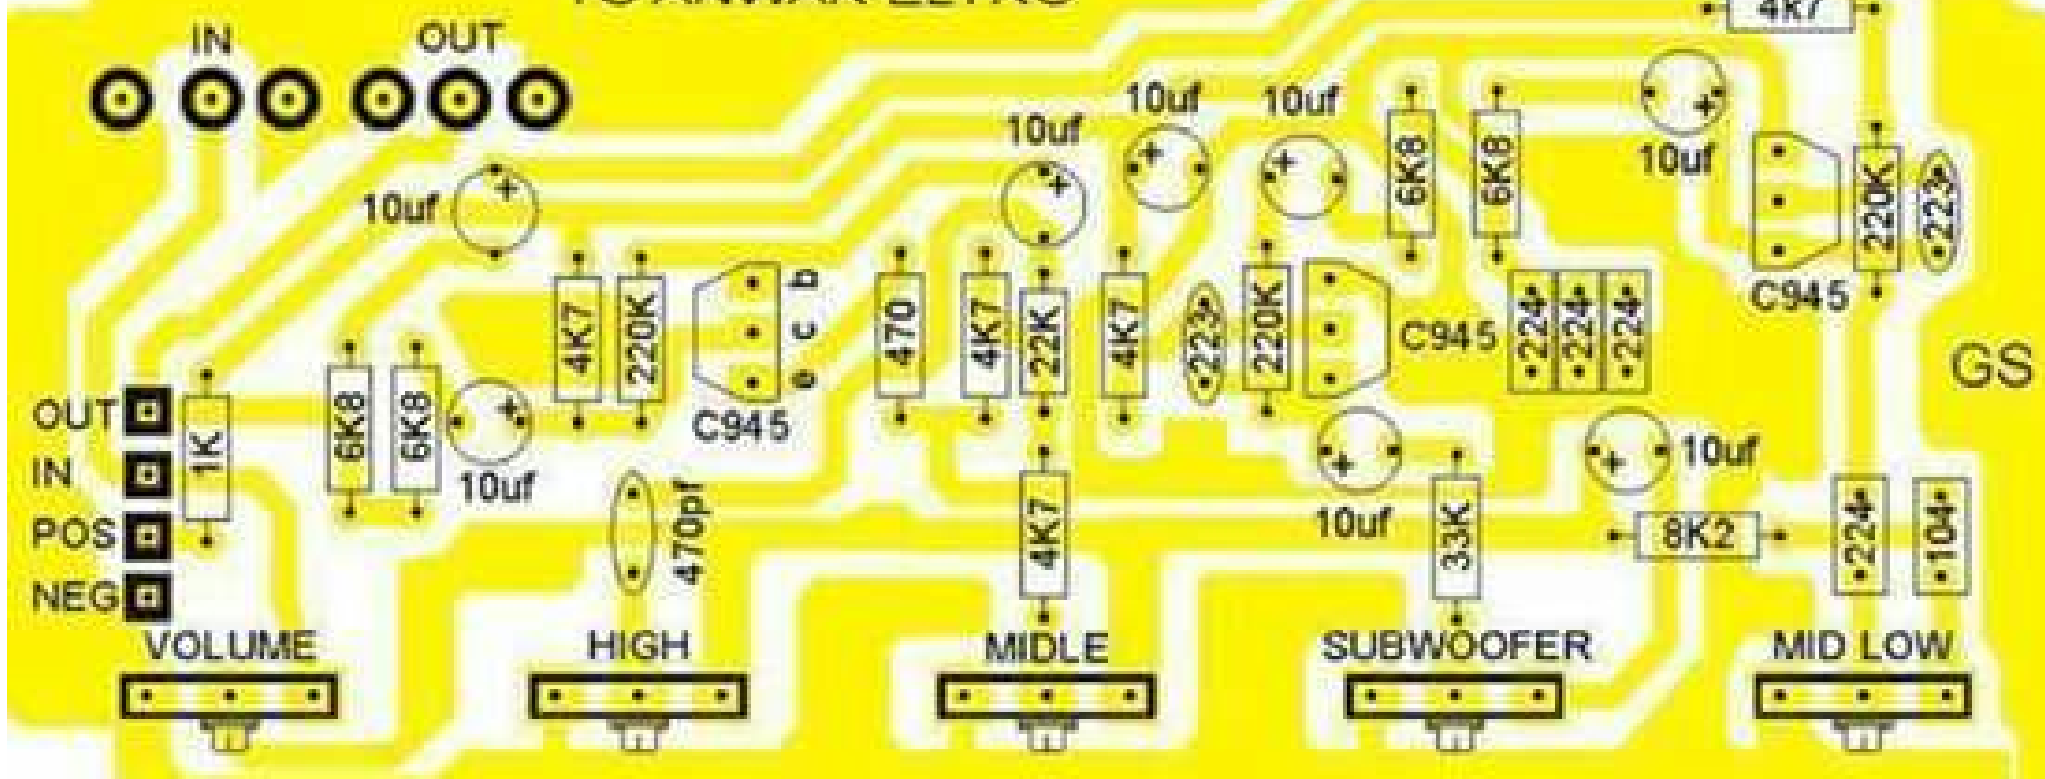 4k7
IN
OUT
10uf
10uf
10uf
6K8
6K8
10uf
10uf
220K
223
4K7
220K
b
c
e
C945
470
4K7
22K
4K7
223
220K
C945
224
224
224
C945
GS
OUT
IN
POS
NEG
1K
6K8
6K8
10uf
470pf
4K7
10uf
33K
10uf
8K2
224
104
VOLUME
HIGH
MIDLE
SUBWOOFER
MID LOW